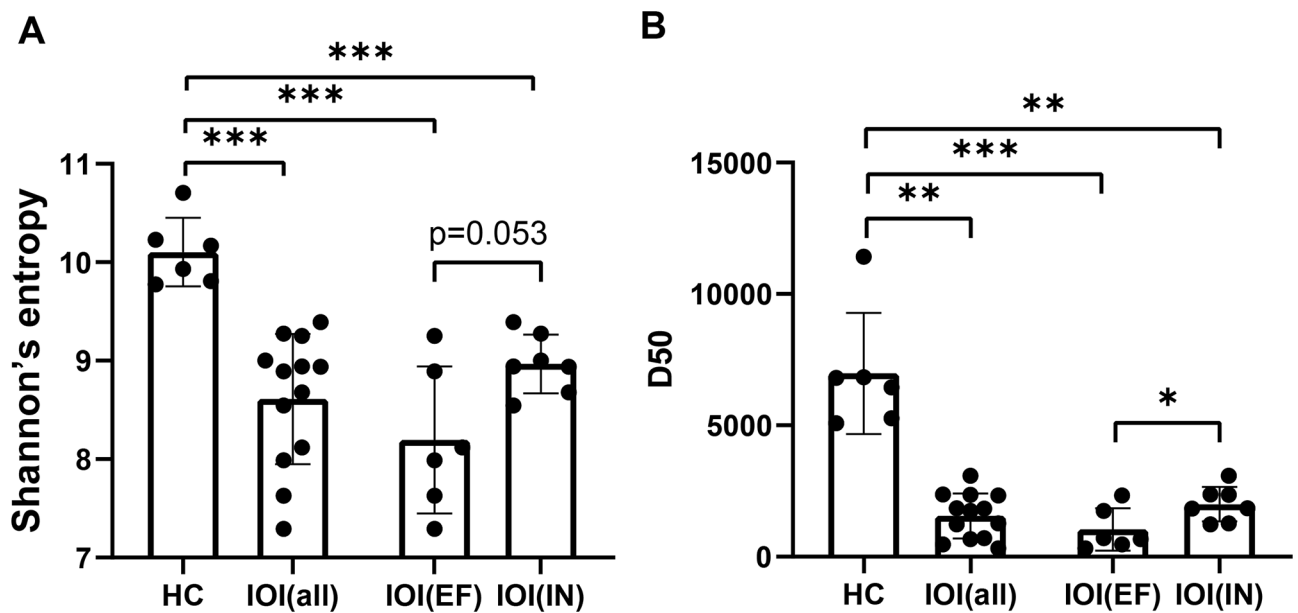 A
***
***
***
11
10
9
8
7
Shannon's entropy
p=0.053
HC
IOI(all)
IOI(EF)
IOI(IN)
B
**
***
**
*
15000
10000
5000
0
D50
HC
IOI(all)
IOI(EF)
IOI(IN)